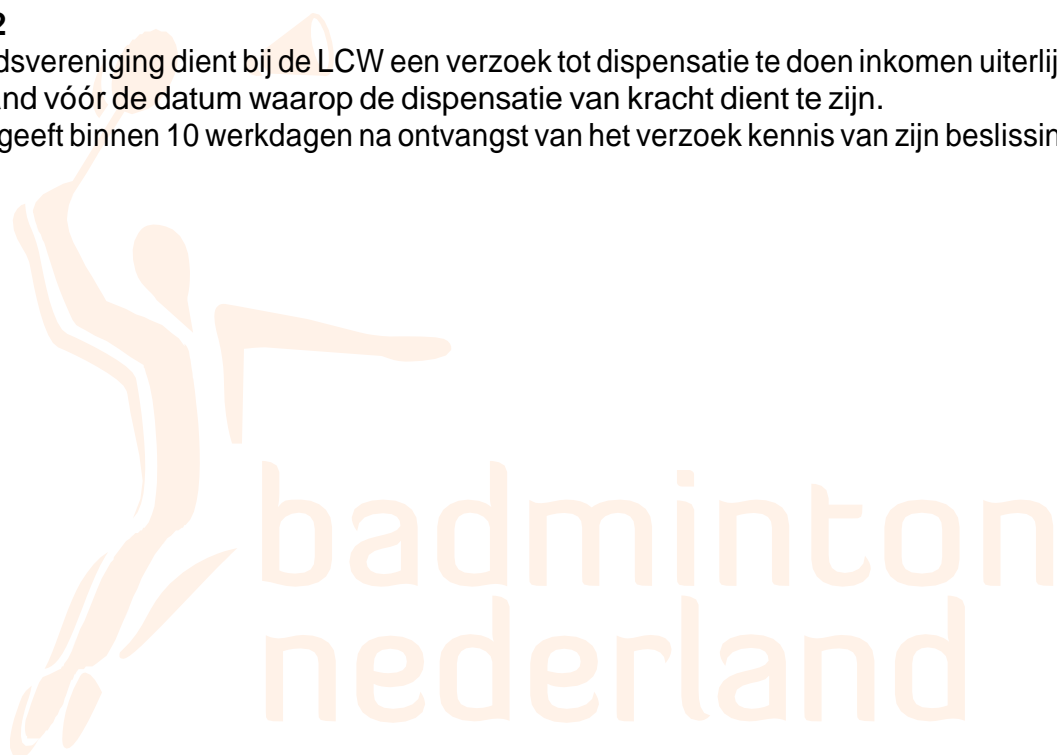 2
dsvereniging dient bij de LCW een verzoek tot dispensatie te doen inkomen uiterlij
nd vóór de datum waarop de dispensatie van kracht dient te zijn.
geeft binnen 10 werkdagen na ontvangst van het verzoek kennis van zijn beslissin
badminton
nederland